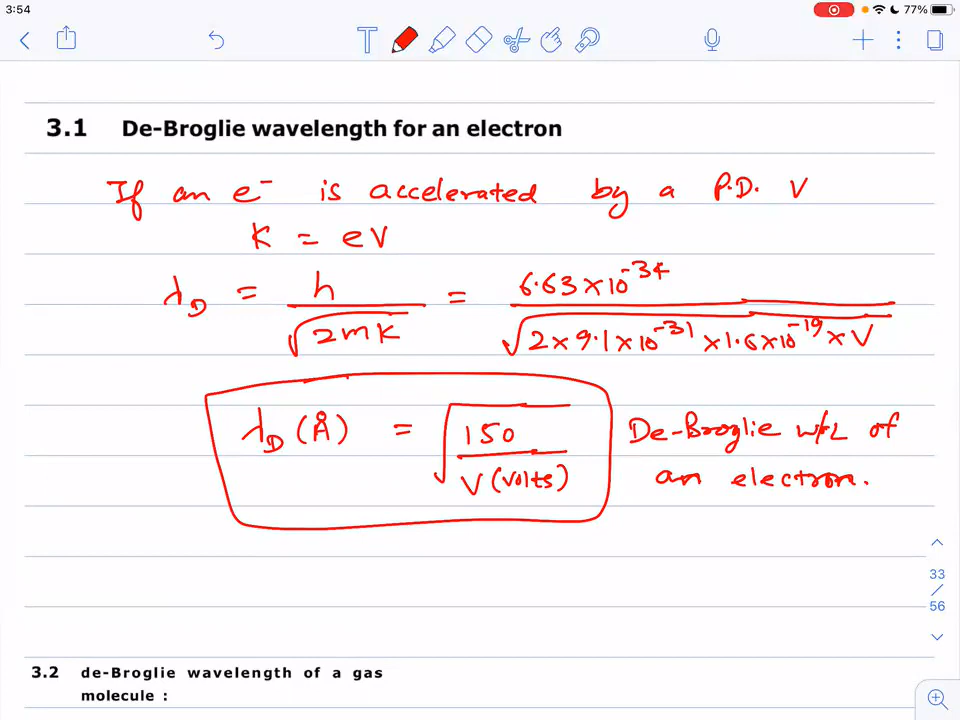 3:54
77%
3.1 De-Broglie wavelength for an electron
If an e⁻ is accelerated by a P.D. V
K = eV
λ_D = h / √(2mK) = 6.63×10⁻³⁴ / √(2×9.1×10⁻³¹×1.6×10⁻¹⁹×V)
λ_D (Å) = √(150 / V(volts)) De-Broglie w/L of
an electron.
33
/
56
3.2 de-Broglie wavelength of a gas
molecule :